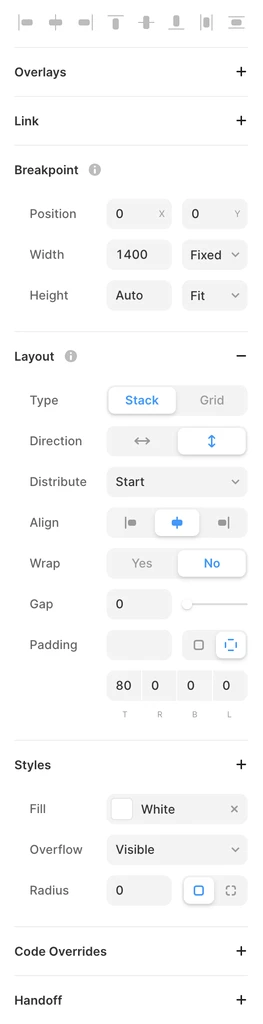 Overlays
Link
Breakpoint
Position 0 X 0 Y
Width 1400 Fixed
Height Auto Fit
Layout
Type Stack Grid
Direction
Distribute Start
Align
Wrap Yes No
Gap 0
Padding
80 0 0 0
T R B L
Styles
Fill White
Overflow Visible
Radius 0
Code Overrides
Handoff